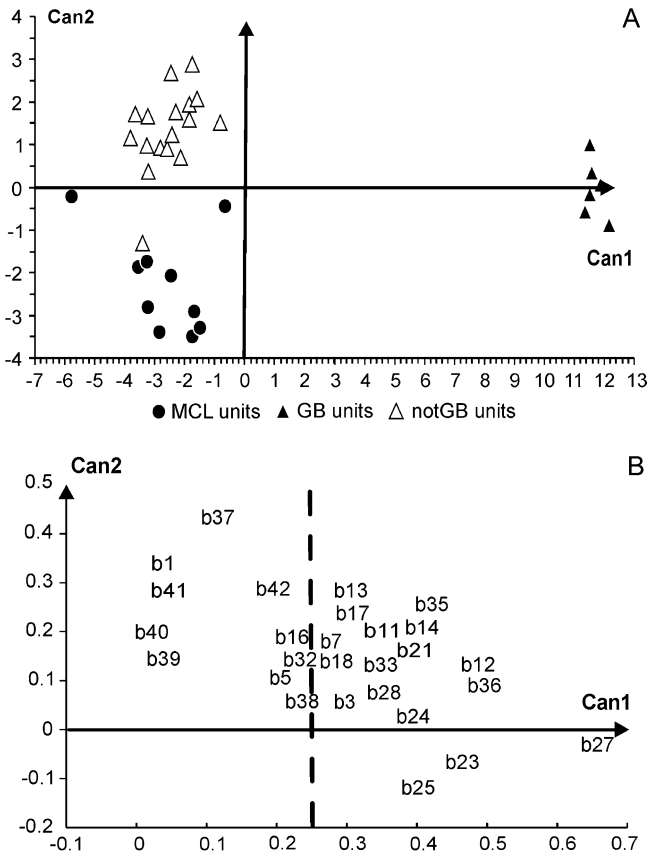 Can2 A
4
3
2
1
0
-1
-2
-3
-4
Can1
-7 -6 -5 -4 -3 -2 -1 0 1 2 3 4 5 6 7 8 9 10 11 12 13
MCL units GB units notGB units
Can2 B
0.5
b37
0.4
b1
0.3
b41 b42 b13
b35
b17
0.2
b40 b16 b7 b11 b14
b21
b39 b32 b18 b33 b12
0.1
b5 b36
b28
b38 b3
b24
Can1
0
b27
b23
-0.1
b25
-0.2
-0.1 0 0.1 0.2 0.3 0.4 0.5 0.6 0.7